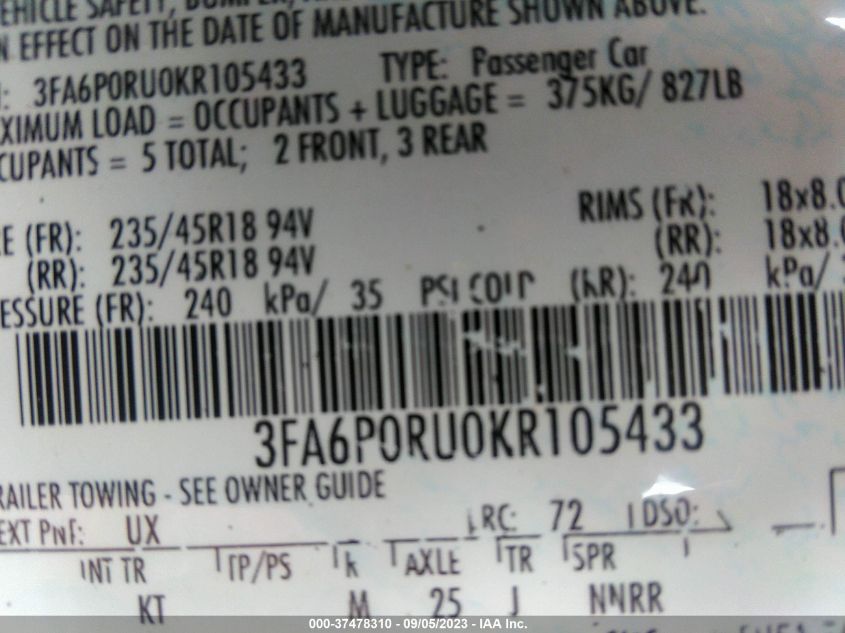 EHICLE SAFETY, BUMPER,
N EFFECT ON THE DATE OF MANUFACTURE SHOWN ABOVE.
: 3FA6P0RU0KR105433 TYPE: Passenger Car
XIMUM LOAD = OCCUPANTS + LUGGAGE = 375KG/ 827LB
CUPANTS = 5 TOTAL; 2 FRONT, 3 REAR
RE (FR): 235/45R18 94V RIMS (FR): 18x8.0
(RR): 235/45R18 94V (RR): 18x8.0
ESSURE (FR): 240 kPa/ 35 PSI COLD (RR): 240 kPa/
3FA6P0RU0KR105433
RAILER TOWING - SEE OWNER GUIDE
EXT PNT: UX RC: 72 DSO:
INT TR TP/PS R AXLE TR SPR
KT M 25 J NNRR
000-37478310 - 09/05/2023 - IAA Inc.